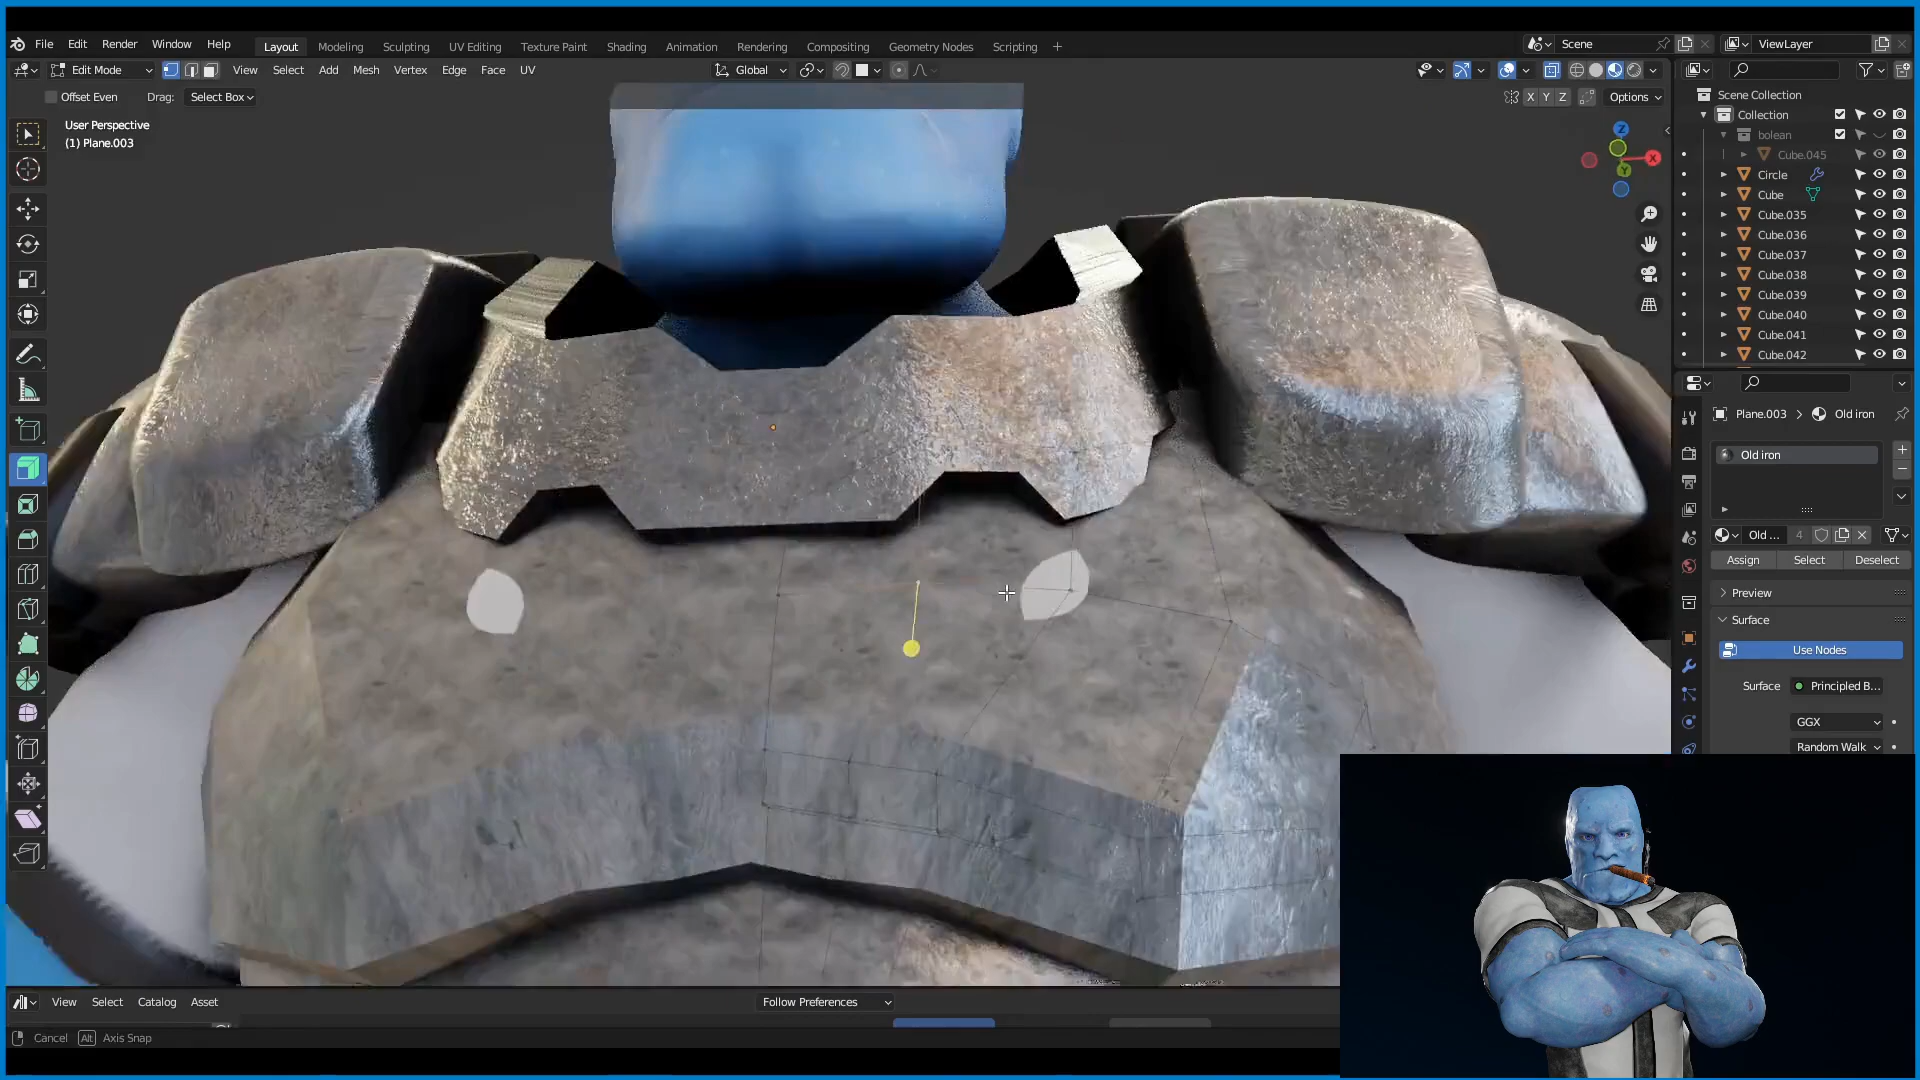 File Edit Render Window Help Layout Modeling Sculpting UV Editing Texture Paint Shading Animation Rendering Compositing Geometry Nodes Scripting + Scene ViewLayer
Edit Mode View Select Add Mesh Vertex Edge Face UV Global
Offset Even Drag: Select Box X Y Z Options
User Perspective
(1) Plane.003
Z
X
Y
Scene Collection
Collection
bolean
Cube.045
Circle
Cube
Cube.035
Cube.036
Cube.037
Cube.038
Cube.039
Cube.040
Cube.041
Cube.042
Plane.003 > Old iron
Old iron
Old ... 4
Assign Select Deselect
Preview
Surface
Use Nodes
Surface Principled B...
GGX
Random Walk
View Select Catalog Asset Follow Preferences
Cancel Alt Axis Snap